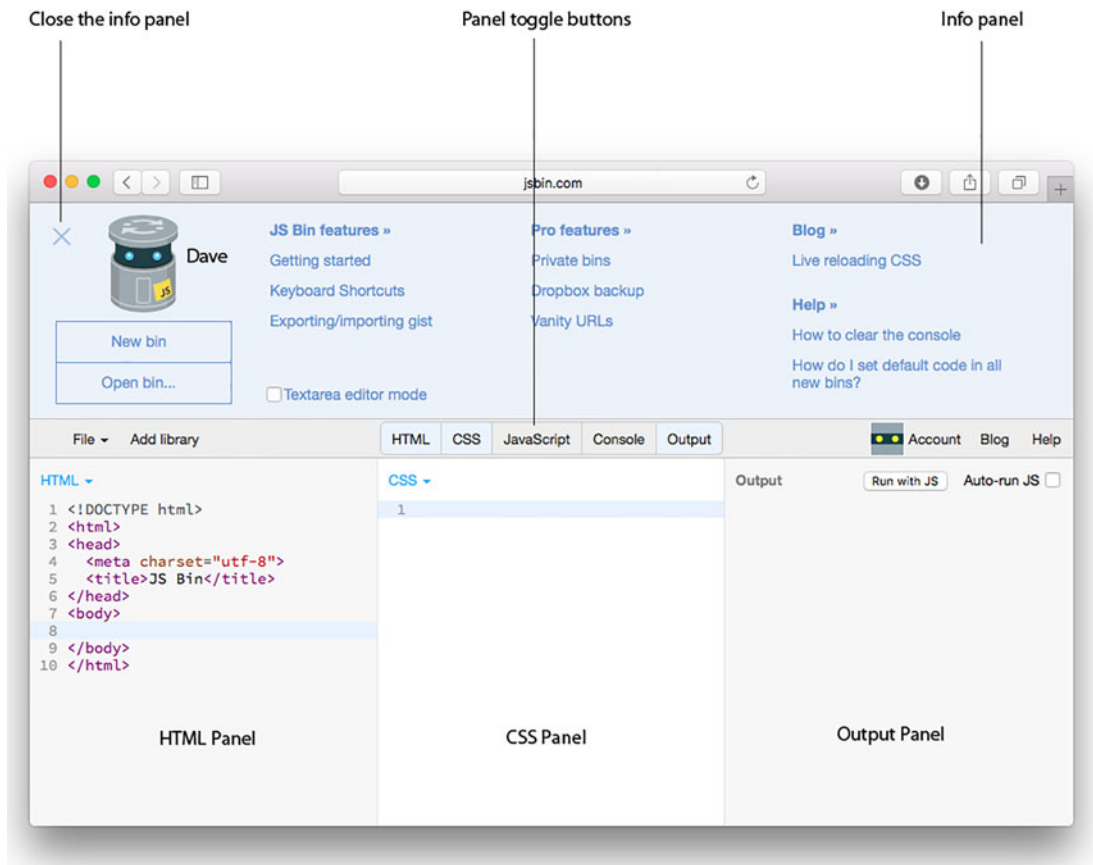 Close the info panel
Panel toggle buttons
Info panel
jsbin.com
Dave
JS
New bin
Open bin...
JS Bin features »
Getting started
Keyboard Shortcuts
Exporting/importing gist
Textarea editor mode
Pro features »
Private bins
Dropbox backup
Vanity URLs
Blog »
Live reloading CSS
Help »
How to clear the console
How do I set default code in all
new bins?
File Add library HTML CSS JavaScript Console Output Account Blog Help
HTML
1 <!DOCTYPE html>
2 <html>
3 <head>
4 <meta charset="utf-8">
5 <title>JS Bin</title>
6 </head>
7 <body>
8
9 </body>
10 </html>
HTML Panel
CSS
1
CSS Panel
Output Run with JS Auto-run JS
Output Panel